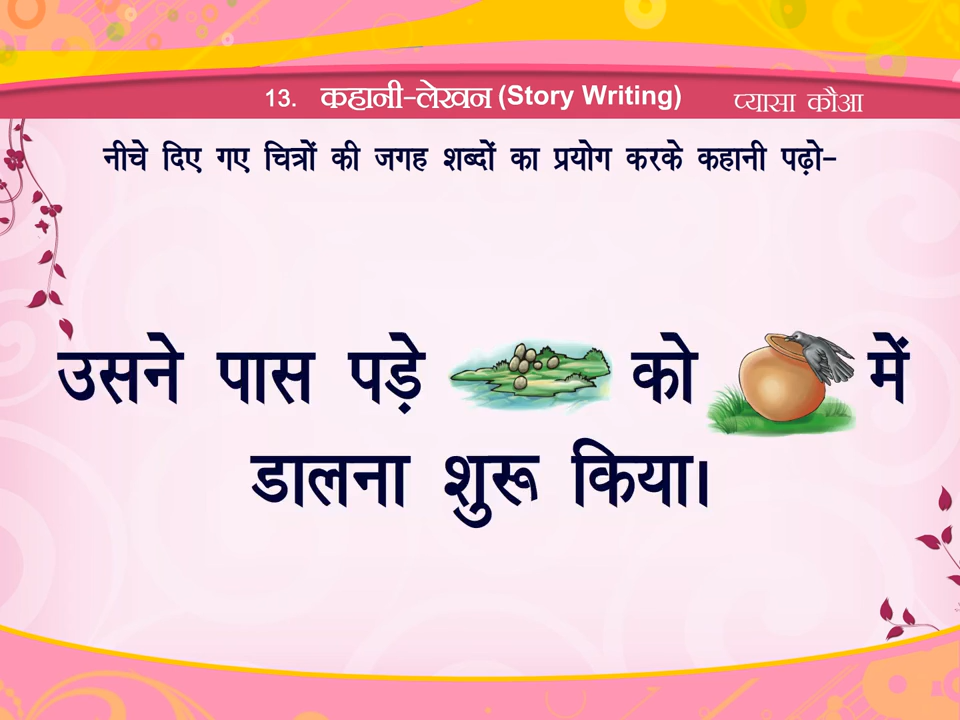 13. कहानी-लेखन (Story Writing) प्यासा कौआ
नीचे दिए गए चित्रों की जगह शब्दों का प्रयोग करके कहानी पढ़ो-
उसने पास पड़े को में
डालना शुरू किया।